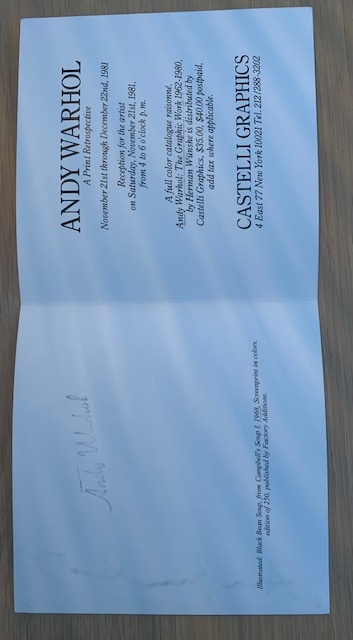 Andy Warhol
Illustrated: Black Bean Soup, from Campbell's Soup I, 1968, Screenprint in colors,
edition of 250, published by Factory Additions.
ANDY WARHOL
A Print Retrospective
November 21st through December 22nd, 1981
Reception for the artist
on Saturday, November 21st, 1981,
from 4 to 6 o'clock p.m.
A full color catalogue raisonné,
Andy Warhol: The Graphic Work 1962-1980,
by Herman Wünsche is distributed by
Castelli Graphics, $35.00, $40.00 postpaid,
add tax where applicable.
CASTELLI GRAPHICS
4 East 77 New York 10021 Tel. 212/288-3202